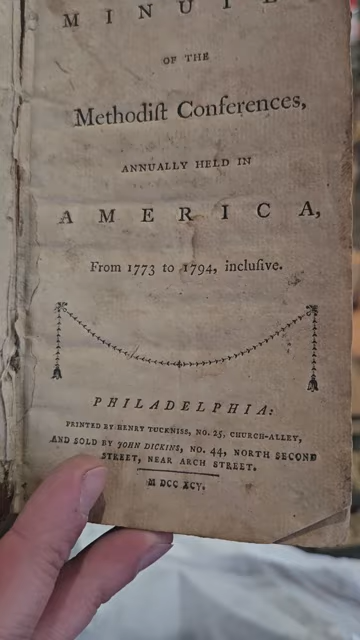 M I N U T E
OF THE
Methodiſt Conferences,
ANNUALLY HELD IN
A M E R I C A,
From 1773 to 1794, incluſive.
PHILADELPHIA:
PRINTED BY HENRY TUCKNISS, NO. 25, CHURCH-ALLEY,
AND SOLD BY JOHN DICKINS, NO. 44, NORTH SECOND
STREET, NEAR ARCH STREET.
M DCC XCV.